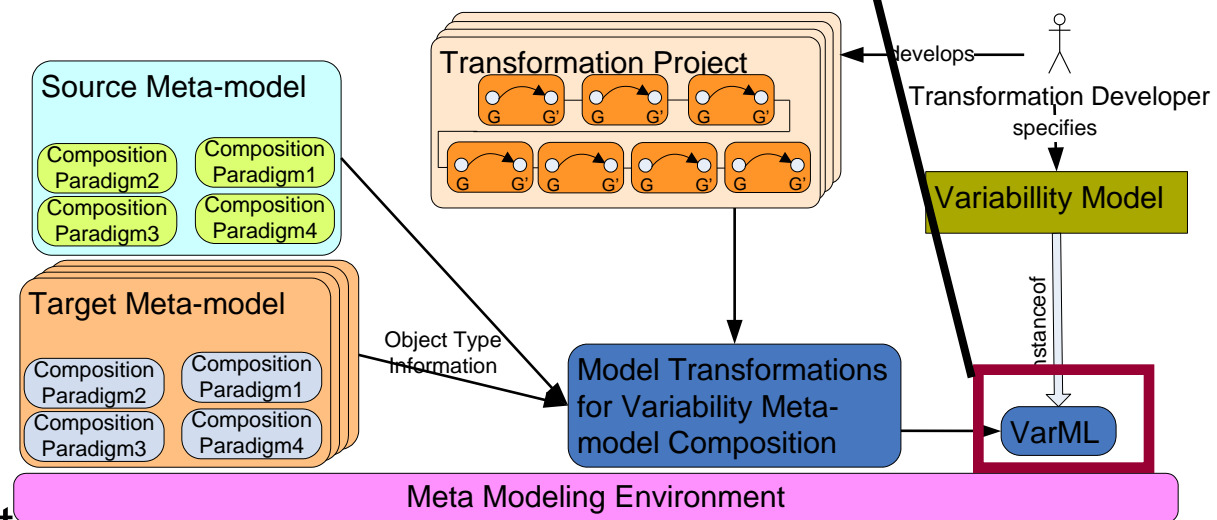 Source Meta-model
Composition
Paradigm2
Composition
Paradigm1
Composition
Paradigm3
Composition
Paradigm4
Target Meta-model
Composition
Paradigm2
Composition
Paradigm1
Composition
Paradigm3
Composition
Paradigm4
Object Type
Information
Transformation Project
G G' G G' G G'
G G' G G' G G' G G'
develops
Transformation Developer
specifies
Variabillity Model
nstanceof
Model Transformations
for Variability Meta-
model Composition
VarML
Meta Modeling Environment
t